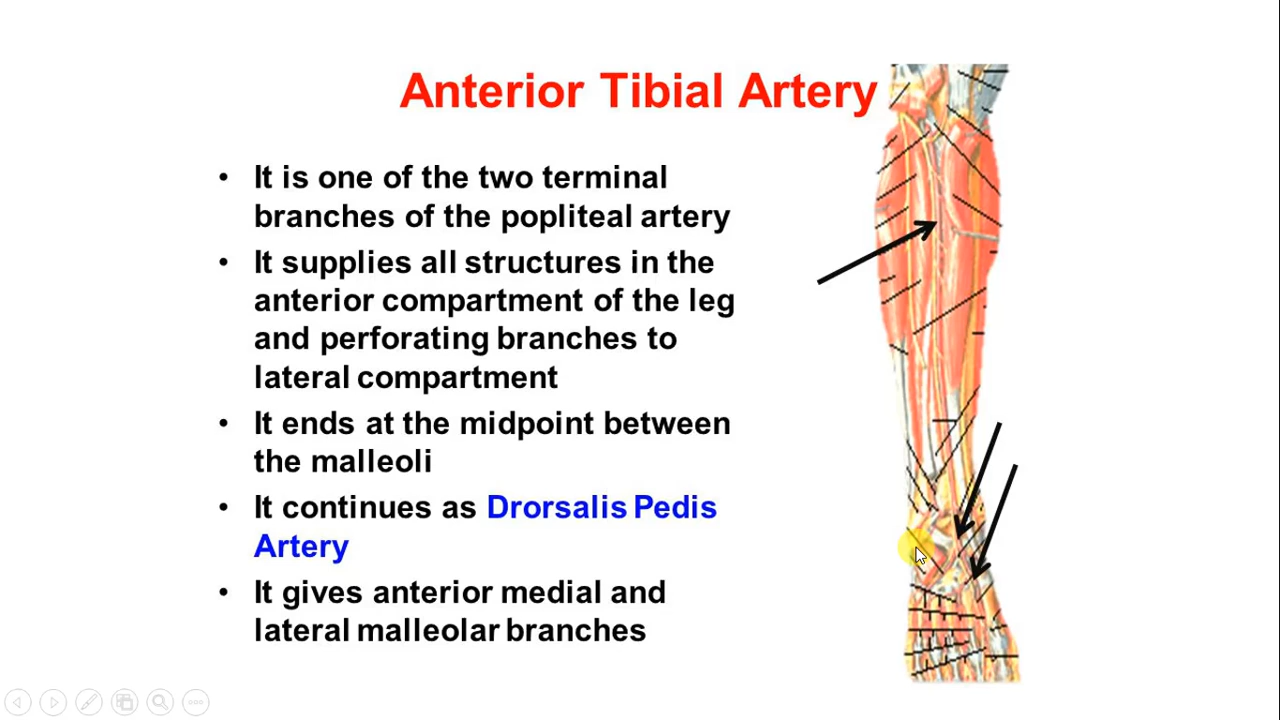 Anterior Tibial Artery
• It is one of the two terminal
branches of the popliteal artery
• It supplies all structures in the
anterior compartment of the leg
and perforating branches to
lateral compartment
• It ends at the midpoint between
the malleoli
• It continues as Drorsalis Pedis
Artery
• It gives anterior medial and
lateral malleolar branches